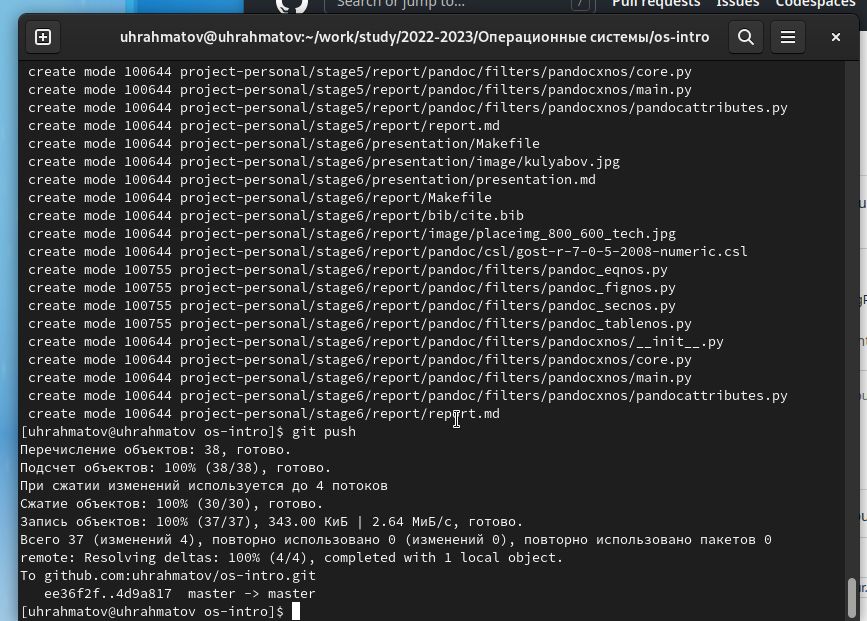 Search or jump to...
/
Pull requests Issues Codespaces
uhrahmatov@uhrahmatov:~/work/study/2022-2023/Операционные системы/os-intro
create mode 100644 project-personal/stage5/report/pandoc/filters/pandocxnos/core.py
create mode 100644 project-personal/stage5/report/pandoc/filters/pandocxnos/main.py
create mode 100644 project-personal/stage5/report/pandoc/filters/pandocxnos/pandocattributes.py
create mode 100644 project-personal/stage5/report/report.md
create mode 100644 project-personal/stage6/presentation/Makefile
create mode 100644 project-personal/stage6/presentation/image/kulyabov.jpg
create mode 100644 project-personal/stage6/presentation/presentation.md
create mode 100644 project-personal/stage6/report/Makefile
create mode 100644 project-personal/stage6/report/bib/cite.bib
create mode 100644 project-personal/stage6/report/image/placeimg_800_600_tech.jpg
create mode 100644 project-personal/stage6/report/pandoc/csl/gost-r-7-0-5-2008-numeric.csl
create mode 100755 project-personal/stage6/report/pandoc/filters/pandoc_eqnos.py
create mode 100755 project-personal/stage6/report/pandoc/filters/pandoc_fignos.py
create mode 100755 project-personal/stage6/report/pandoc/filters/pandoc_secnos.py
create mode 100755 project-personal/stage6/report/pandoc/filters/pandoc_tablenos.py
create mode 100644 project-personal/stage6/report/pandoc/filters/pandocxnos/__init__.py
create mode 100644 project-personal/stage6/report/pandoc/filters/pandocxnos/core.py
create mode 100644 project-personal/stage6/report/pandoc/filters/pandocxnos/main.py
create mode 100644 project-personal/stage6/report/pandoc/filters/pandocxnos/pandocattributes.py
create mode 100644 project-personal/stage6/report/report.md
[uhrahmatov@uhrahmatov os-intro]$ git push
Перечисление объектов: 38, готово.
Подсчет объектов: 100% (38/38), готово.
При сжатии изменений используется до 4 потоков
Сжатие объектов: 100% (30/30), готово.
Запись объектов: 100% (37/37), 343.00 КиБ | 2.64 МиБ/с, готово.
Всего 37 (изменений 4), повторно использовано 0 (изменений 0), повторно использовано пакетов 0
remote: Resolving deltas: 100% (4/4), completed with 1 local object.
To github.com:uhrahmatov/os-intro.git
ee36f2f..4d9a817 master -> master
[uhrahmatov@uhrahmatov os-intro]$